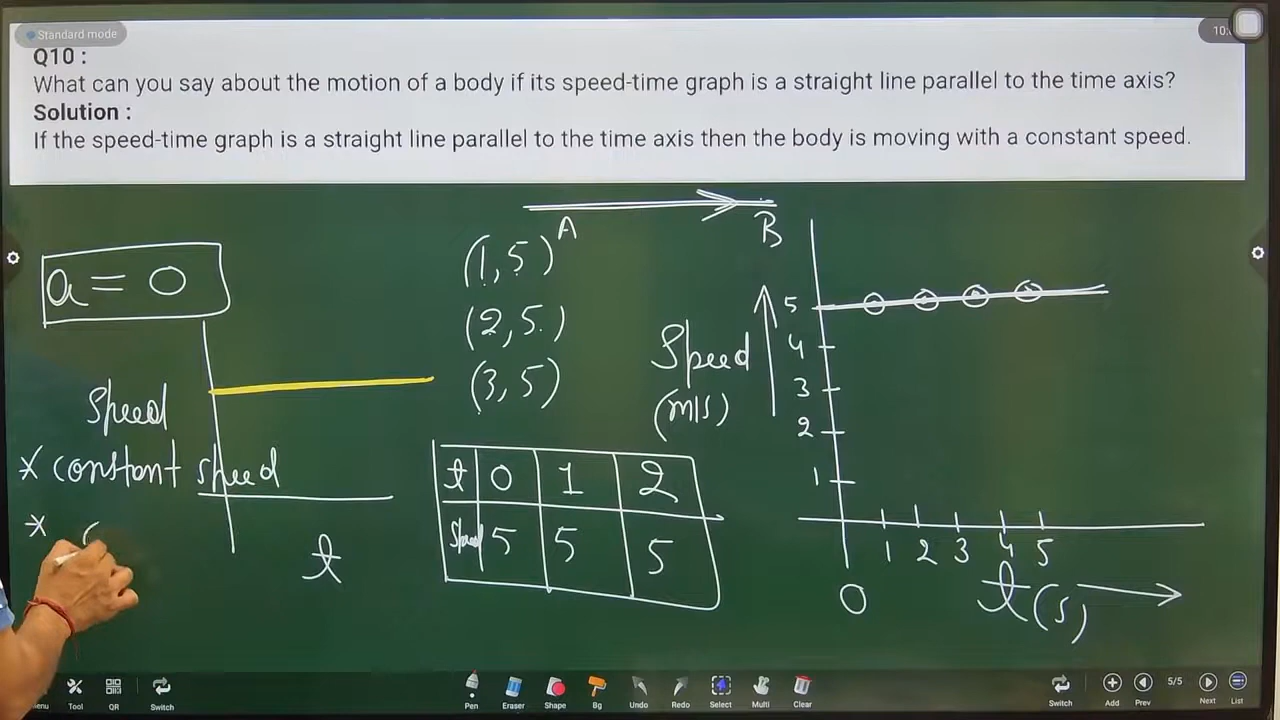 Standard mode
10:
Q10 :
What can you say about the motion of a body if its speed-time graph is a straight line parallel to the time axis?
Solution :
If the speed-time graph is a straight line parallel to the time axis then the body is moving with a constant speed.
A B
a = 0
(1, 5)
(2, 5)
(3, 5)
Speed
* constant speed
*
t
t 0 1 2
Speed 5 5 5
Speed
(m/s)
5
4
3
2
1
1 2 3 4 5
0
t(s)
enu Tool QR Switch Pen Eraser Shape Bg Undo Redo Select Multi Clear Switch Add Prev 5/5 Next List